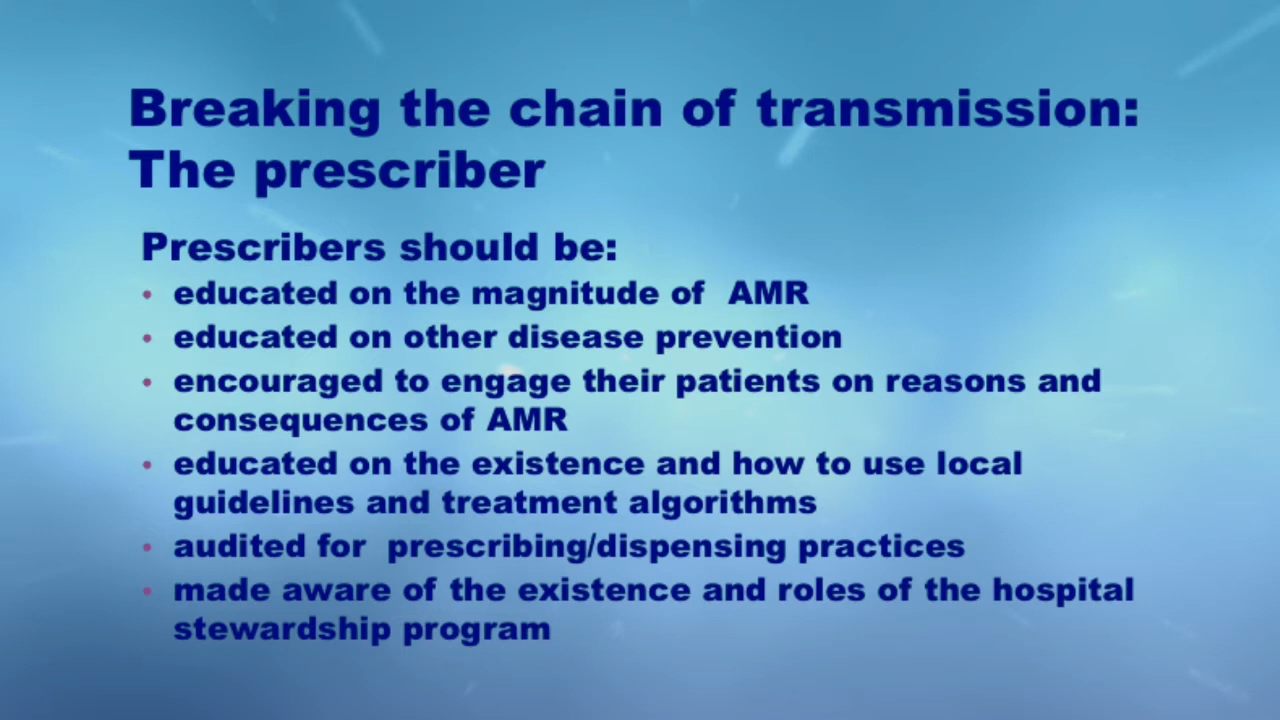 Breaking the chain of transmission:
The prescriber
Prescribers should be:
• educated on the magnitude of  AMR
• educated on other disease prevention
• encouraged to engage their patients on reasons and
consequences of AMR
• educated on the existence and how to use local
guidelines and treatment algorithms
• audited for  prescribing/dispensing practices
• made aware of the existence and roles of the hospital
stewardship program